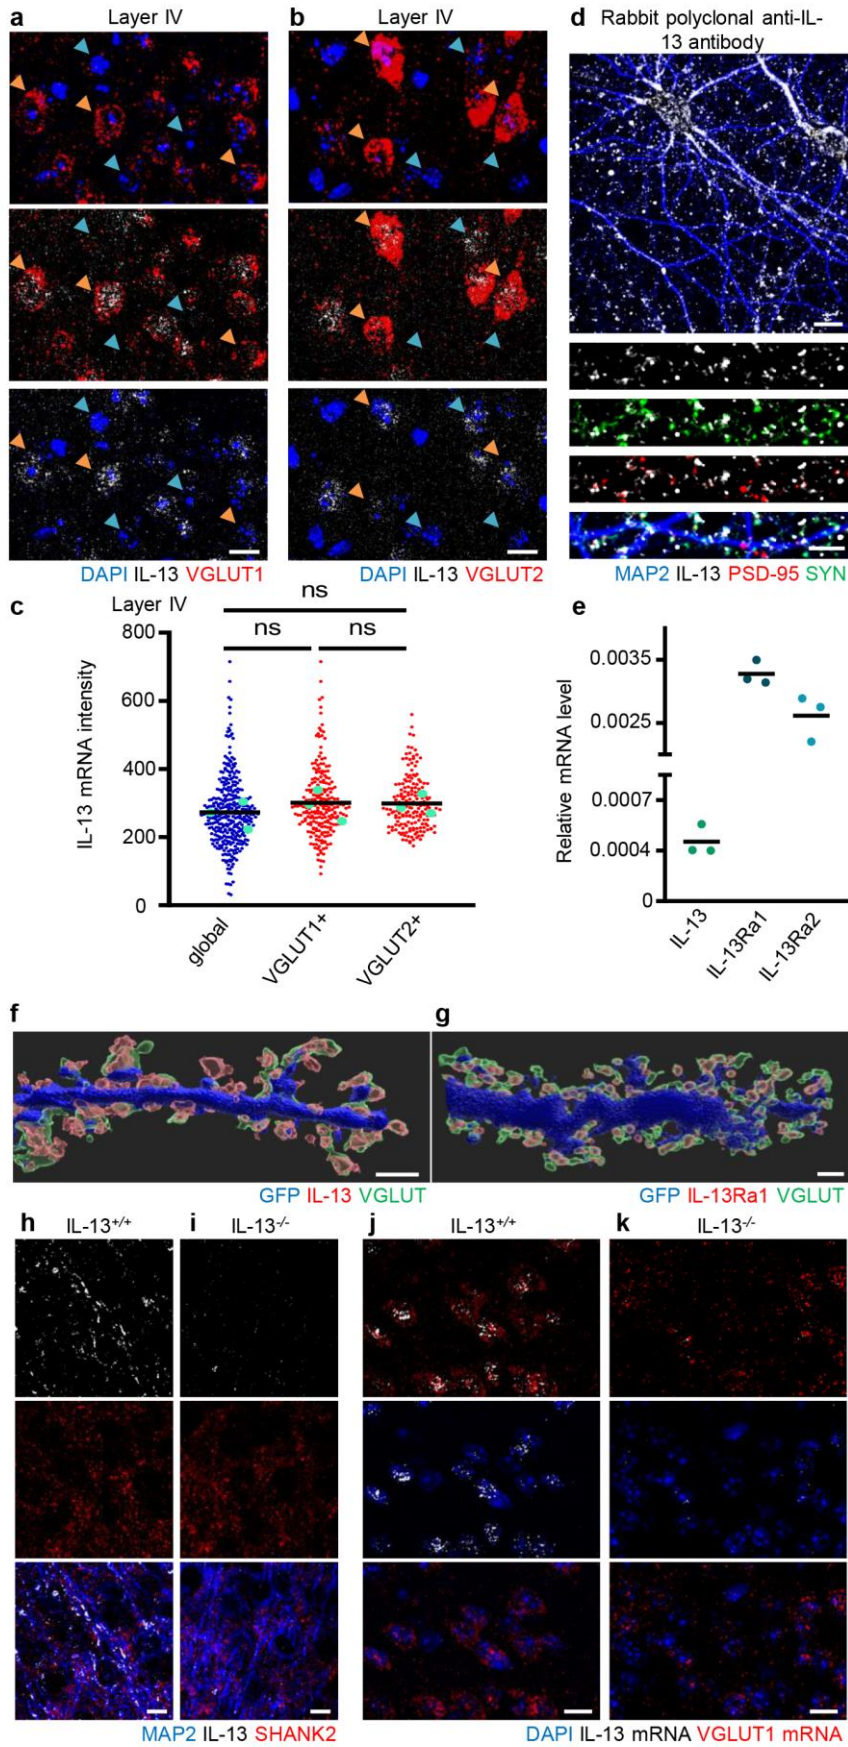 a Layer IV
b Layer IV
d Rabbit polyclonal anti-IL-
13 antibody
DAPI IL-13 VGLUT1
DAPI IL-13 VGLUT2
MAP2 IL-13 PSD-95 SYN
c Layer IV
ns
ns ns
800
600
400
200
0
IL-13 mRNA intensity
global
VGLUT1+
VGLUT2+
e
0.0035
0.0025
0.0007
0.0004
0
Relative mRNA level
IL-13
IL-13Ra1
IL-13Ra2
f
g
GFP IL-13 VGLUT
GFP IL-13Ra1 VGLUT
h IL-13+/+
i IL-13-/-
j IL-13+/+
k IL-13-/-
MAP2 IL-13 SHANK2
DAPI IL-13 mRNA VGLUT1 mRNA